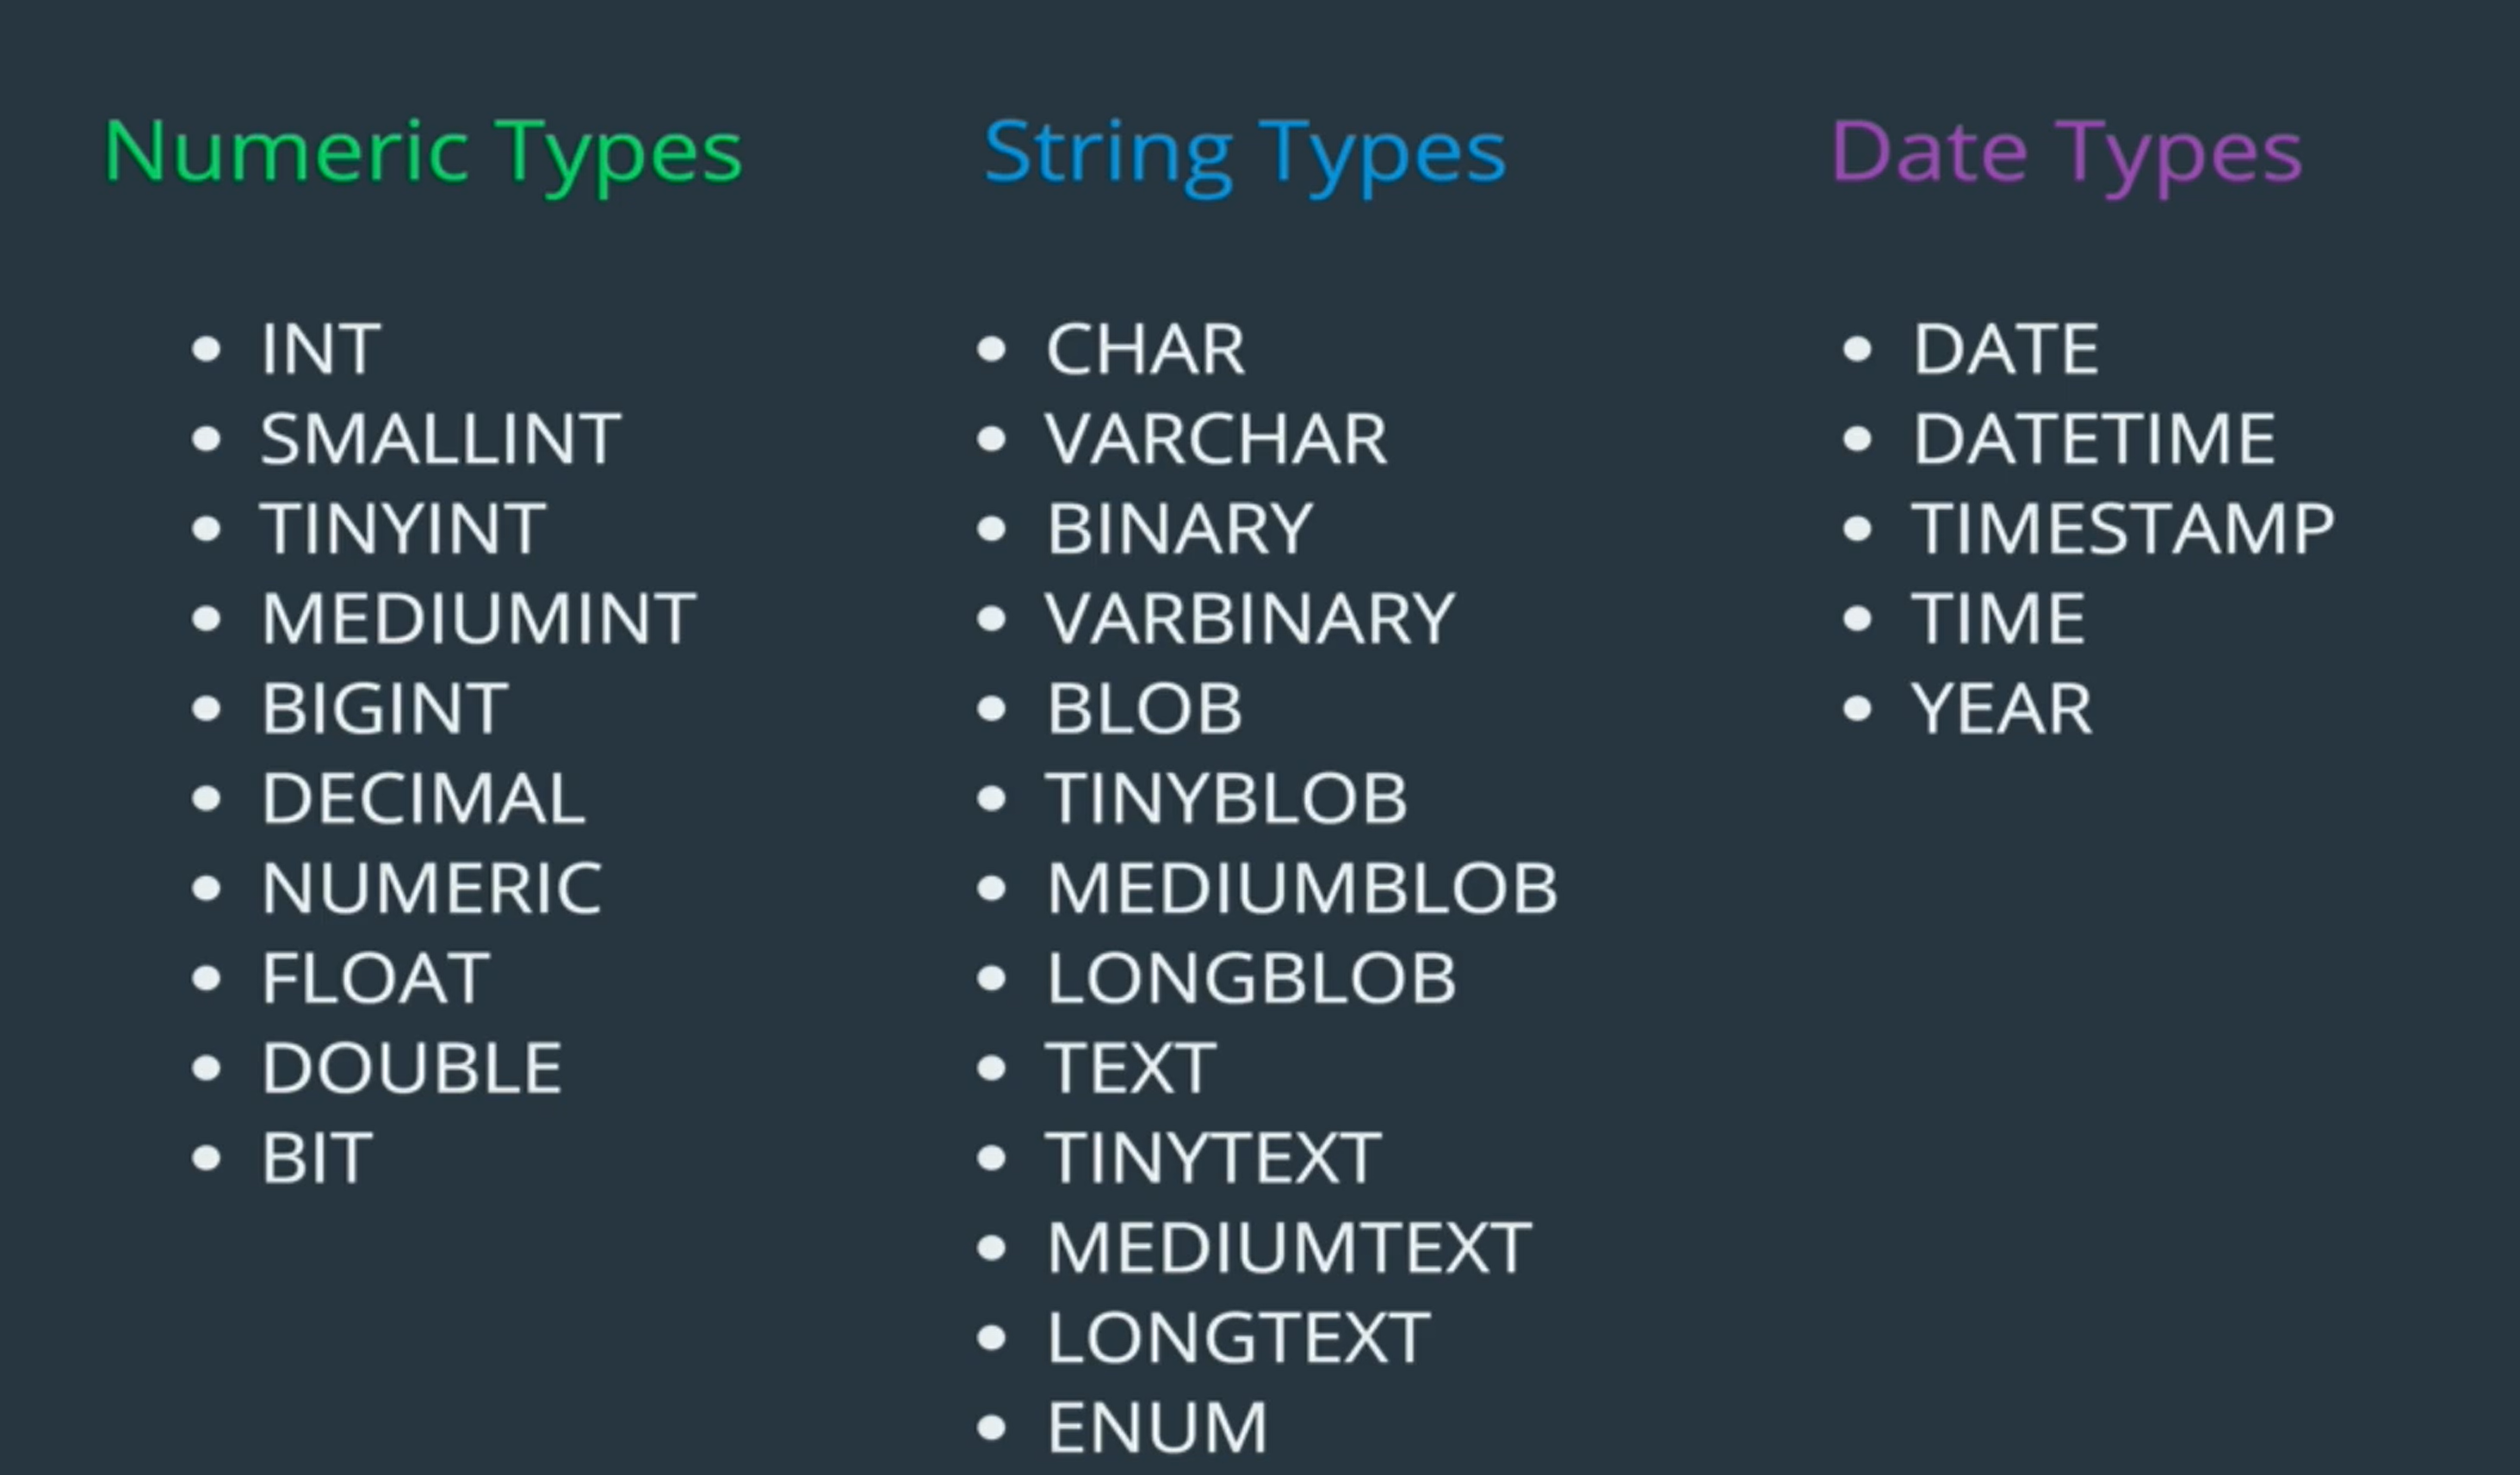 Numeric Types
INT
SMALLINT
TINYINT
MEDIUMINT
BIGINT
DECIMAL
NUMERIC
FLOAT
DOUBLE
BIT
String Types
CHAR
VARCHAR
BINARY
VARBINARY
BLOB
TINYBLOB
MEDIUMBLOB
LONGBLOB
TEXT
TINYTEXT
MEDIUMTEXT
LONGTEXT
ENUM
Date Types
DATE
DATETIME
TIMESTAMP
TIME
YEAR